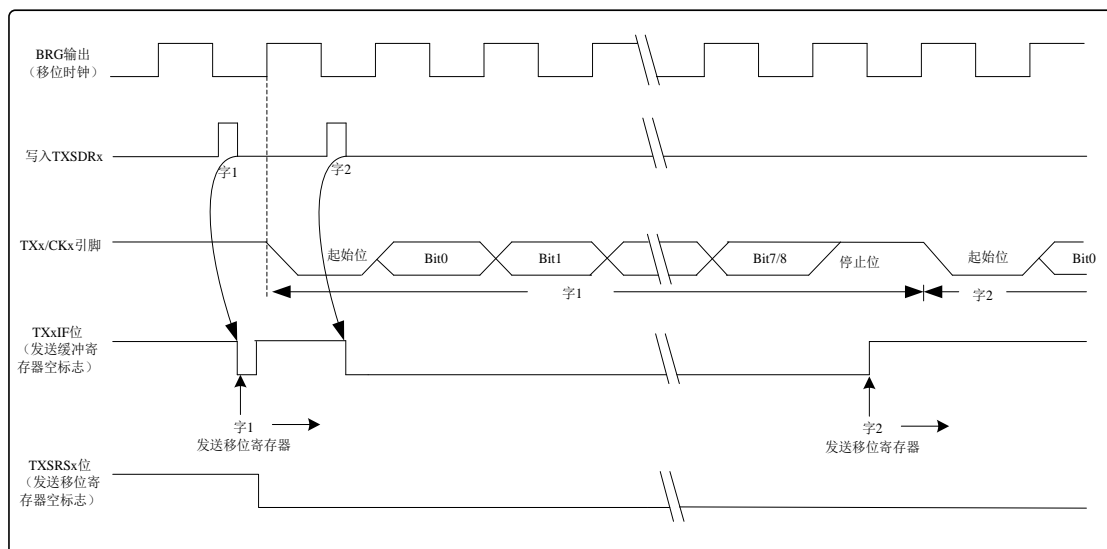 BRG输出
（移位时钟）
写入TXSDRx
字1
字2
TXx/CKx引脚
起始位
Bit0
Bit1
Bit7/8
停止位
起始位
Bit0
字1
字2
TXxIF位
（发送缓冲寄
存器空标志）
字1
发送移位寄存器
字2
发送移位寄存器
TXSRSx位
（发送移位寄
存器空标志）